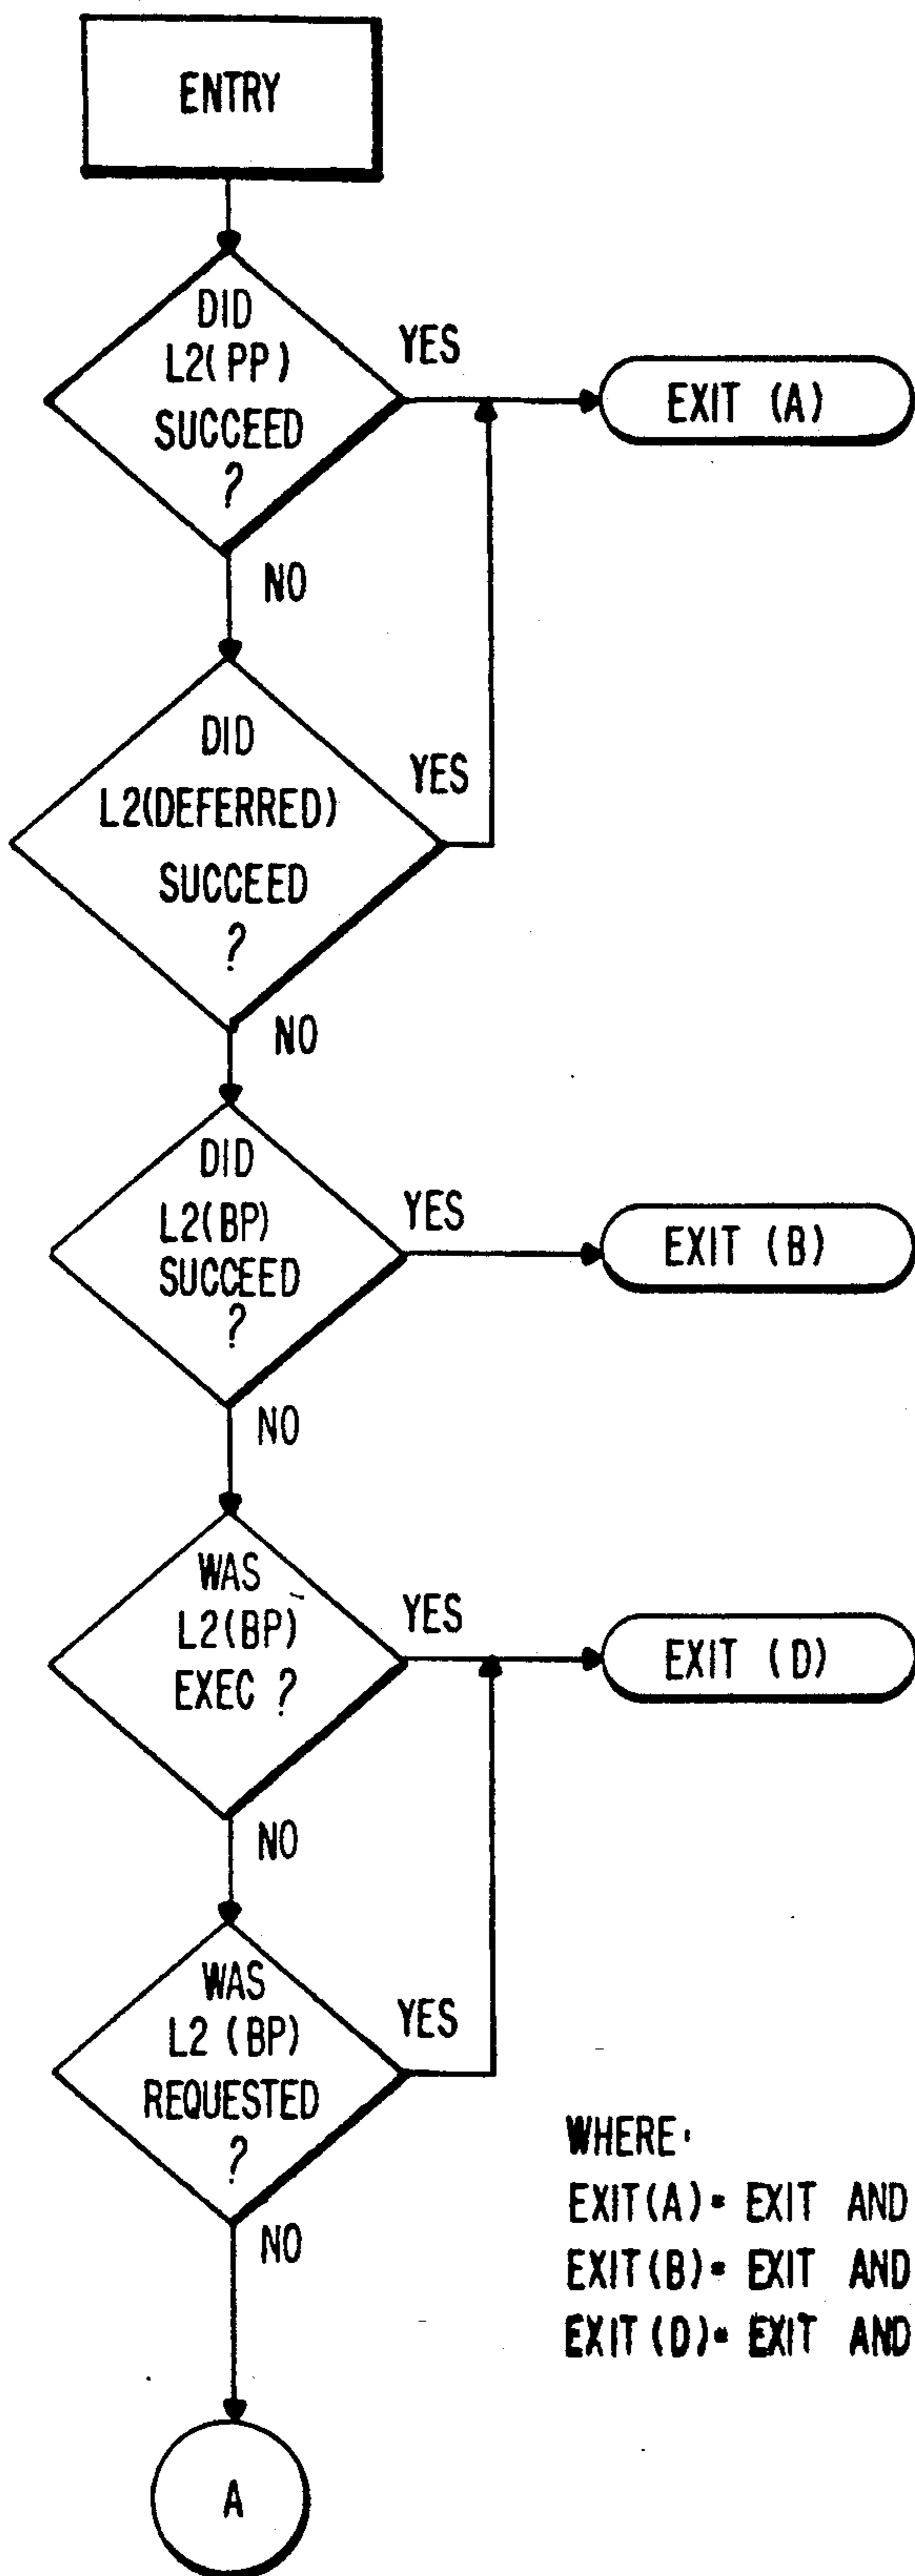 ENTRY
DID
L2(PP)
SUCCEED
?
YES
EXIT (A)
NO
DID
L2(DEFERRED)
SUCCEED
?
YES
NO
DID
L2(BP)
SUCCEED
?
YES
EXIT (B)
NO
WAS
L2(BP)
EXEC ?
YES
EXIT (D)
NO
WAS
L2 (BP)
REQUESTED
?
YES
NO
WHERE:
EXIT(A)= EXIT AND
EXIT(B)= EXIT AND
EXIT(D)= EXIT AND
A